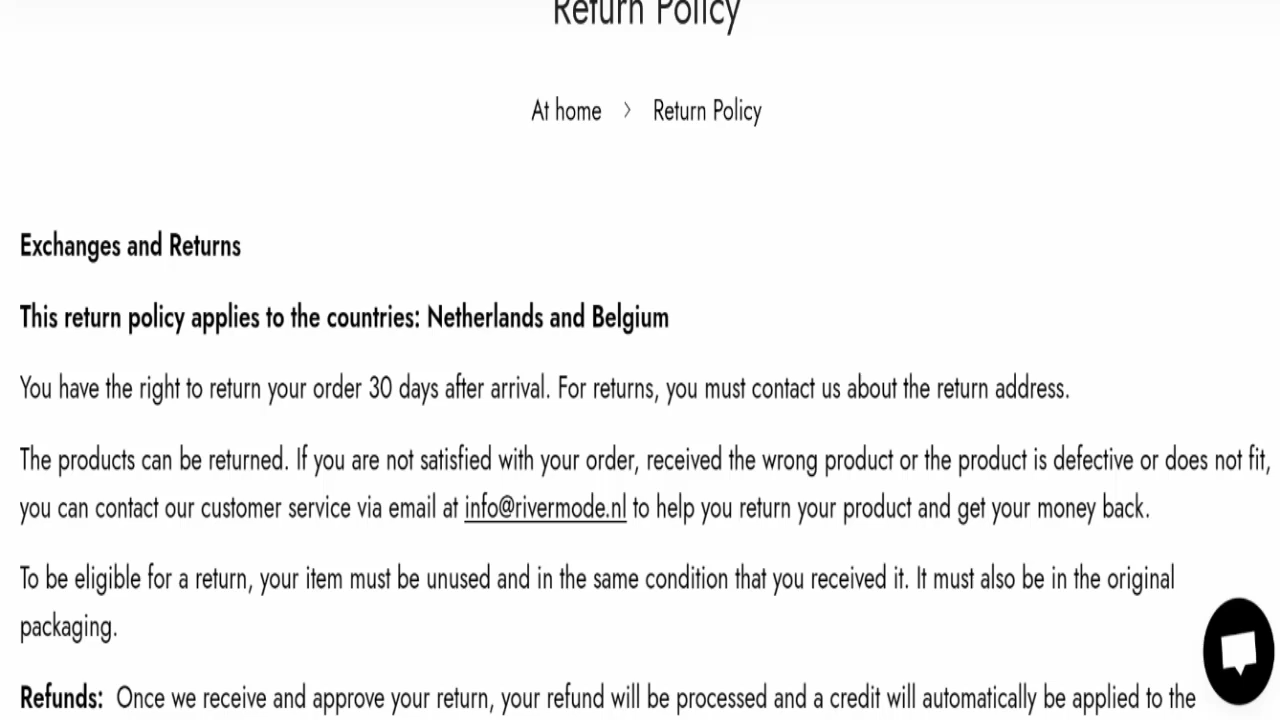 Return Policy
At home > Return Policy
Exchanges and Returns
This return policy applies to the countries: Netherlands and Belgium
You have the right to return your order 30 days after arrival. For returns, you must contact us about the return address.
The products can be returned. If you are not satisfied with your order, received the wrong product or the product is defective or does not fit,
you can contact our customer service via email at info@rivermode.nl to help you return your product and get your money back.
To be eligible for a return, your item must be unused and in the same condition that you received it. It must also be in the original
packaging.
Refunds: Once we receive and approve your return, your refund will be processed and a credit will automatically be applied to the